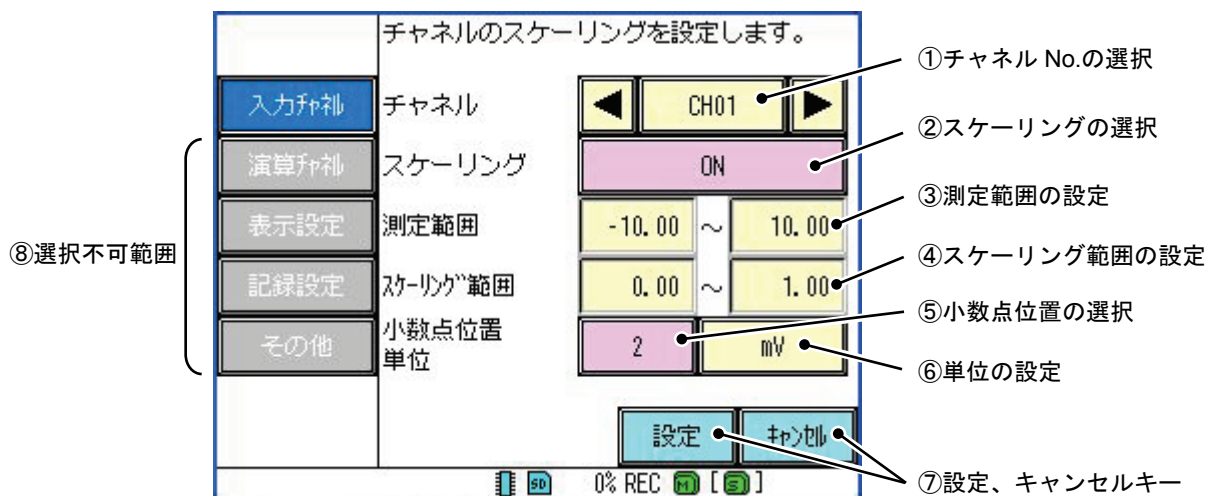 チャネルのスケーリングを設定します。
入力ﾁｬﾈﾙ
チャネル
◀ CH01 ▶
①チャネル No.の選択
演算ﾁｬﾈﾙ
スケーリング
ON
②スケーリングの選択
表示設定
測定範囲
-10.00 ～ 10.00
③測定範囲の設定
⑧選択不可範囲
記録設定
ｽｹｰﾘﾝｸﾞ範囲
0.00 ～ 1.00
④スケーリング範囲の設定
その他
小数点位置
単位
2
mV
⑤小数点位置の選択
⑥単位の設定
設定
ｷｬﾝｾﾙ
⑦設定、キャンセルキー
SD 0% REC M [ S ]